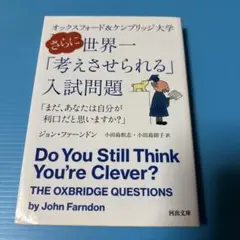 オックスフォード&ケンブリッジ大学
さらに世界一
「考えさせられる」
入試問題
「まだ、あなたは自分が
利口だと思いますか?」
ジョン・ファーンドン
小田島恒志・小田島則子 訳
Do You Still Think
You're Clever?
THE OXBRIDGE QUESTIONS
by John Farndon
河出文庫